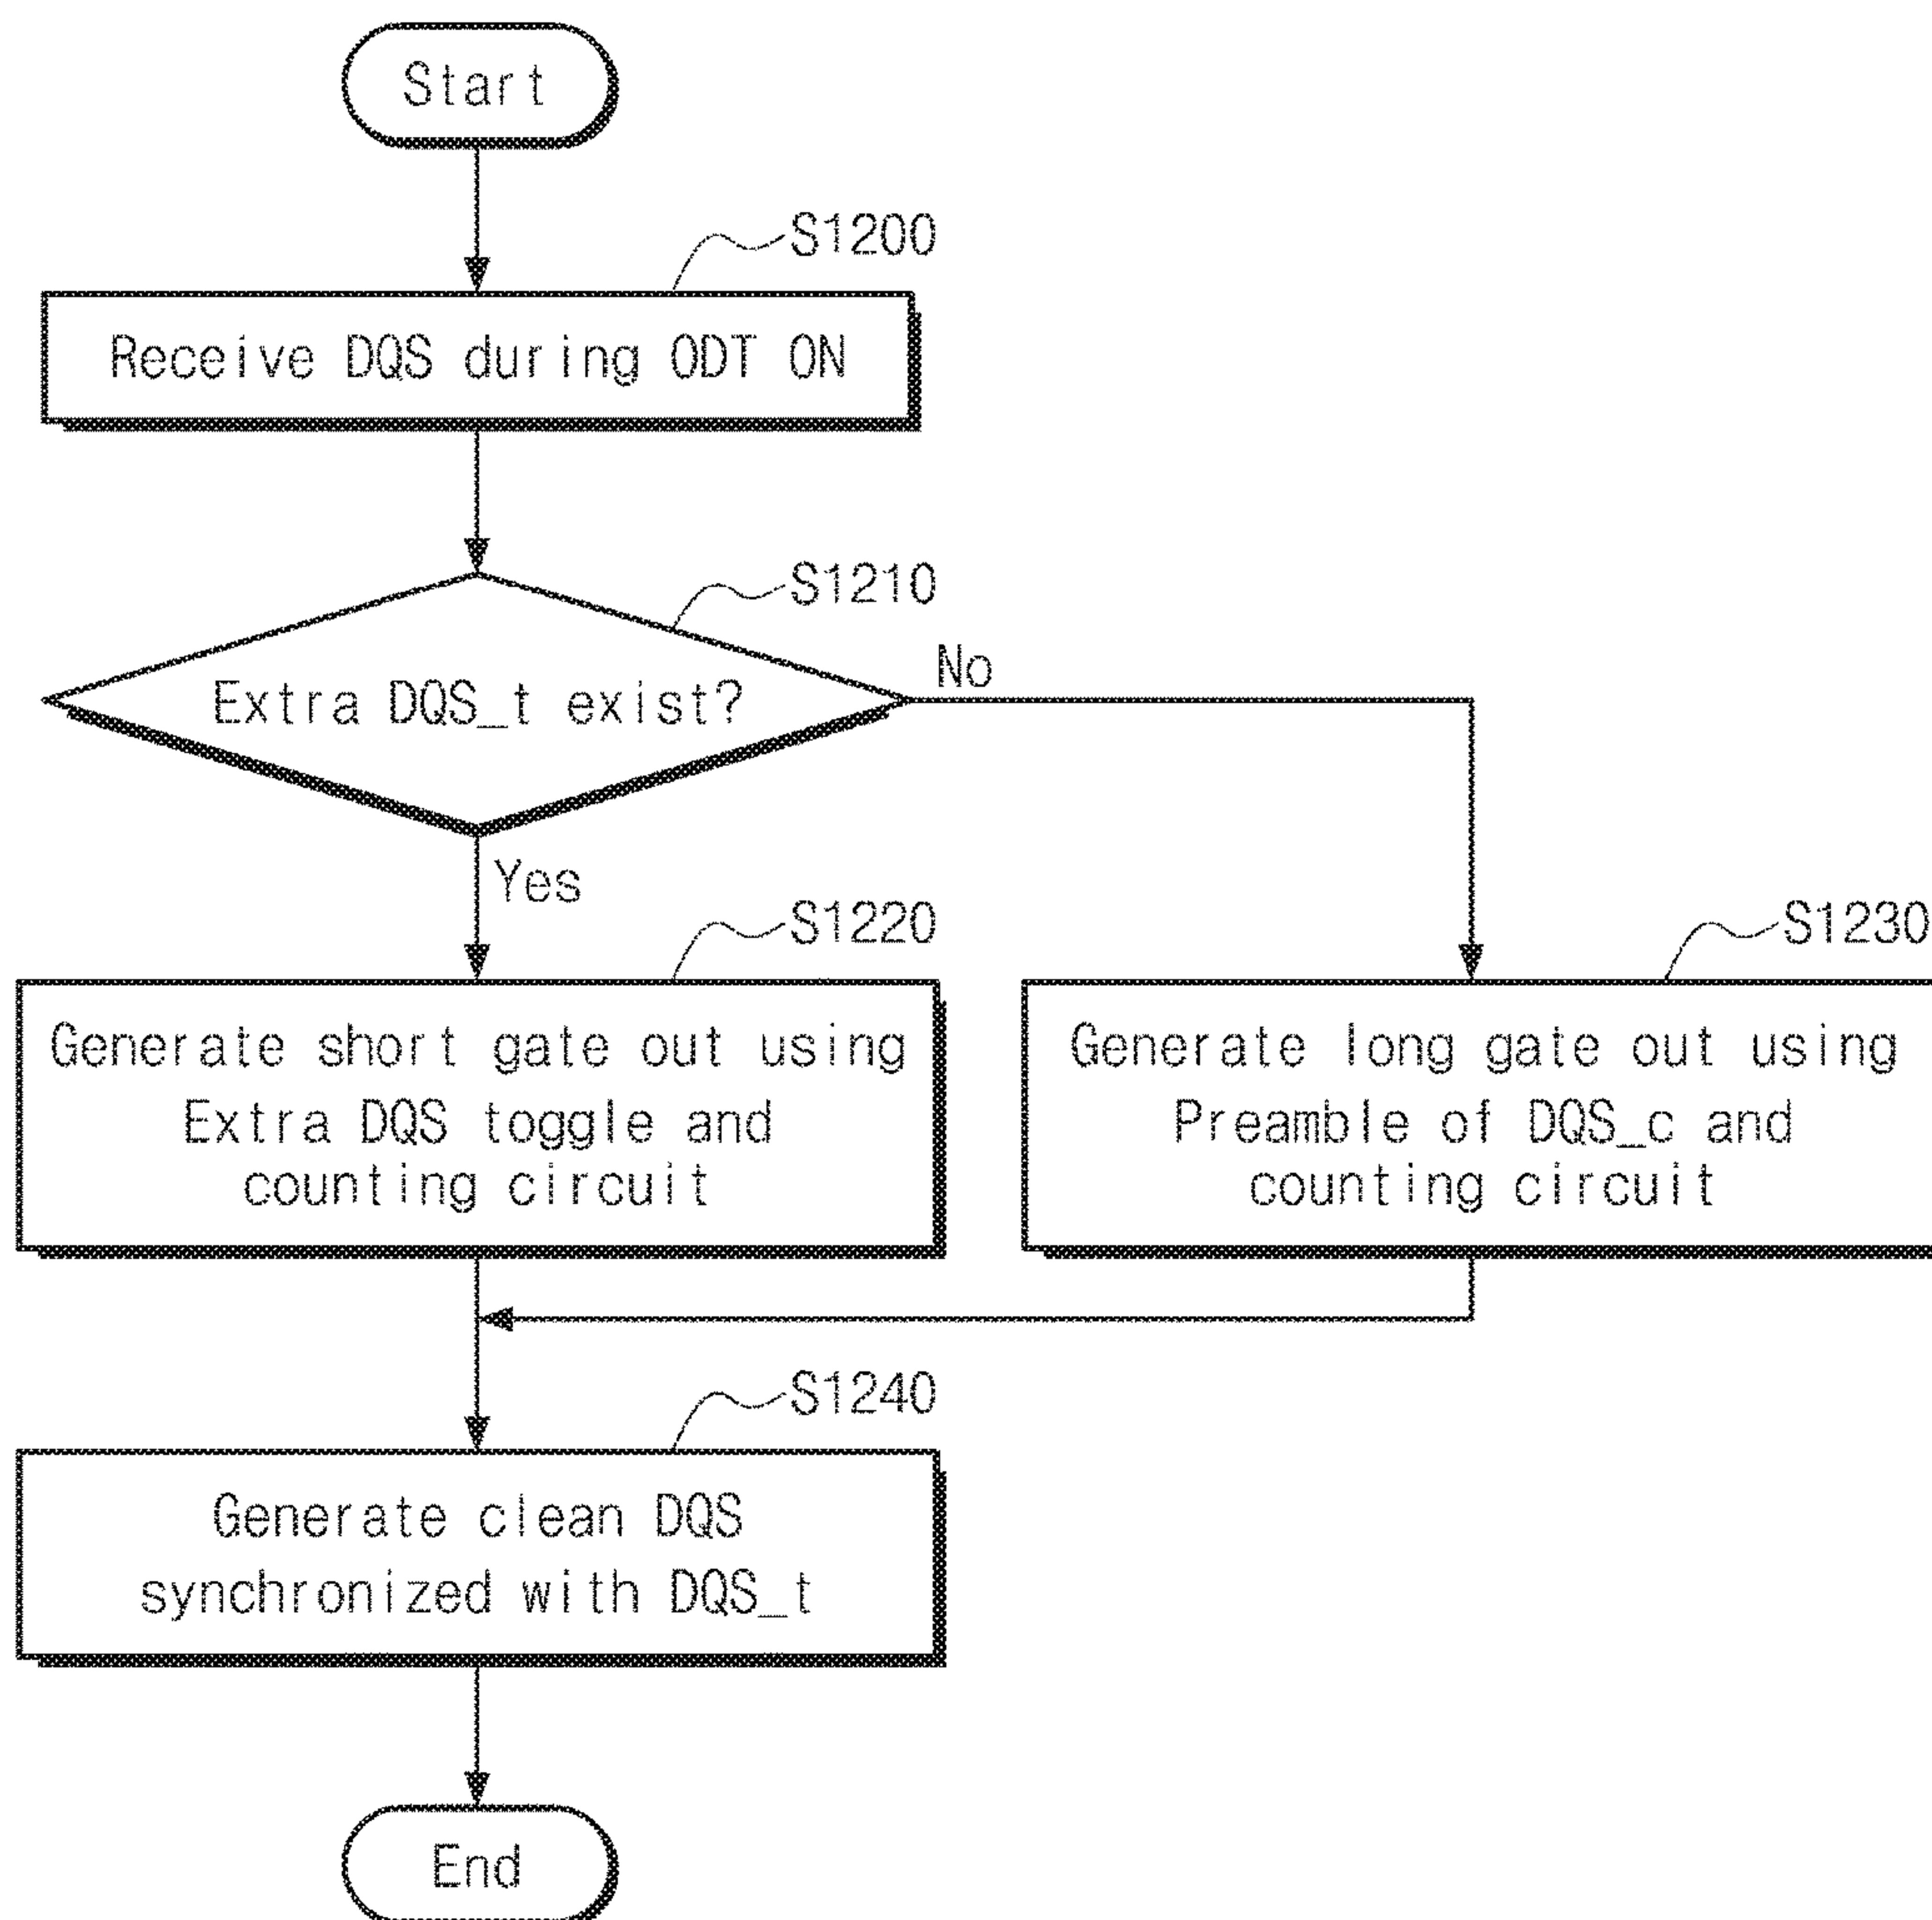 Start
S1200
Receive DQS during ODT ON
S1210
Extra DQS_t exist?
No
Yes
S1220
Generate short gate out using
Extra DQS toggle and
counting circuit
S1230
Generate long gate out using
Preamble of DQS_c and
counting circuit
S1240
Generate clean DQS
synchronized with DQS_t
End